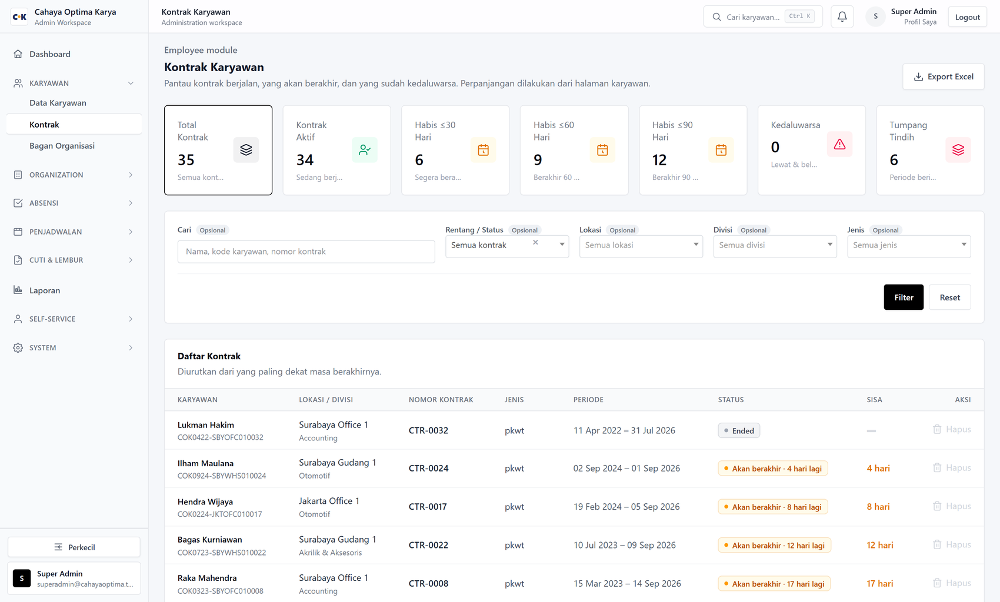 C•K
Cahaya Optima Karya
Admin Workspace
Kontrak Karyawan
Administration workspace
Cari karyawan...
Ctrl K
S
Super Admin
Profil Saya
Logout
Dashboard
KARYAWAN
Data Karyawan
Kontrak
Bagan Organisasi
ORGANIZATION
ABSENSI
PENJADWALAN
CUTI & LEMBUR
Laporan
SELF-SERVICE
SYSTEM
Perkecil
S
Super Admin
superadmin@cahayaoptima.t...
Employee module
Kontrak Karyawan
Pantau kontrak berjalan, yang akan berakhir, dan yang sudah kedaluwarsa. Perpanjangan dilakukan dari halaman karyawan.
Export Excel
Total Kontrak
35
Semua kont...
Kontrak Aktif
34
Sedang berj...
Habis ≤30 Hari
6
Segera bera...
Habis ≤60 Hari
9
Berakhir 60 ...
Habis ≤90 Hari
12
Berakhir 90 ...
Kedaluwarsa
0
Lewat & bel...
Tumpang Tindih
6
Periode beri...
Cari Opsional
Nama, kode karyawan, nomor kontrak
Rentang / Status Opsional
Semua kontrak ×
Lokasi Opsional
Semua lokasi
Divisi Opsional
Semua divisi
Jenis Opsional
Semua jenis
Filter
Reset
Daftar Kontrak
Diurutkan dari yang paling dekat masa berakhirnya.
KARYAWAN LOKASI / DIVISI NOMOR KONTRAK JENIS PERIODE STATUS SISA AKSI
Lukman Hakim Surabaya Office 1 CTR-0032 pkwt 11 Apr 2022 – 31 Jul 2026 Ended — Hapus
COK0422-SBYOFC010032 Accounting
Ilham Maulana Surabaya Gudang 1 CTR-0024 pkwt 02 Sep 2024 – 01 Sep 2026 Akan berakhir · 4 hari lagi 4 hari Hapus
COK0924-SBYWHS010024 Otomotif
Hendra Wijaya Jakarta Office 1 CTR-0017 pkwt 19 Feb 2024 – 05 Sep 2026 Akan berakhir · 8 hari lagi 8 hari Hapus
COK0224-JKTOFC010017 Otomotif
Bagas Kurniawan Surabaya Gudang 1 CTR-0022 pkwt 10 Jul 2023 – 09 Sep 2026 Akan berakhir · 12 hari lagi 12 hari Hapus
COK0723-SBYWHS010022 Akrilik & Aksesoris
Raka Mahendra Surabaya Office 1 CTR-0008 pkwt 15 Mar 2023 – 14 Sep 2026 Akan berakhir · 17 hari lagi 17 hari Hapus
COK0323-SBYOFC010008 Accounting